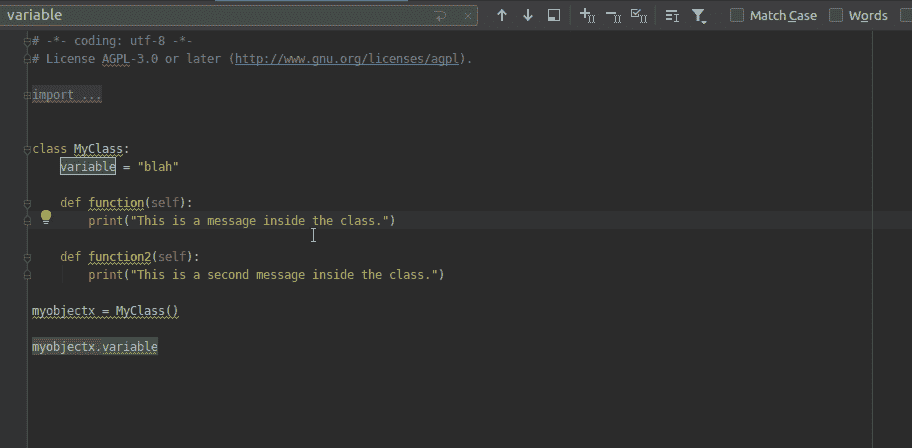 variable
Match Case
Words
# -*- coding: utf-8 -*-
# License AGPL-3.0 or later (http://www.gnu.org/licenses/agpl).
import ...
class MyClass:
    variable = "blah"
    def function(self):
        print("This is a message inside the class.")
    def function2(self):
        print("This is a second message inside the class.")
myobjectx = MyClass()
myobjectx.variable